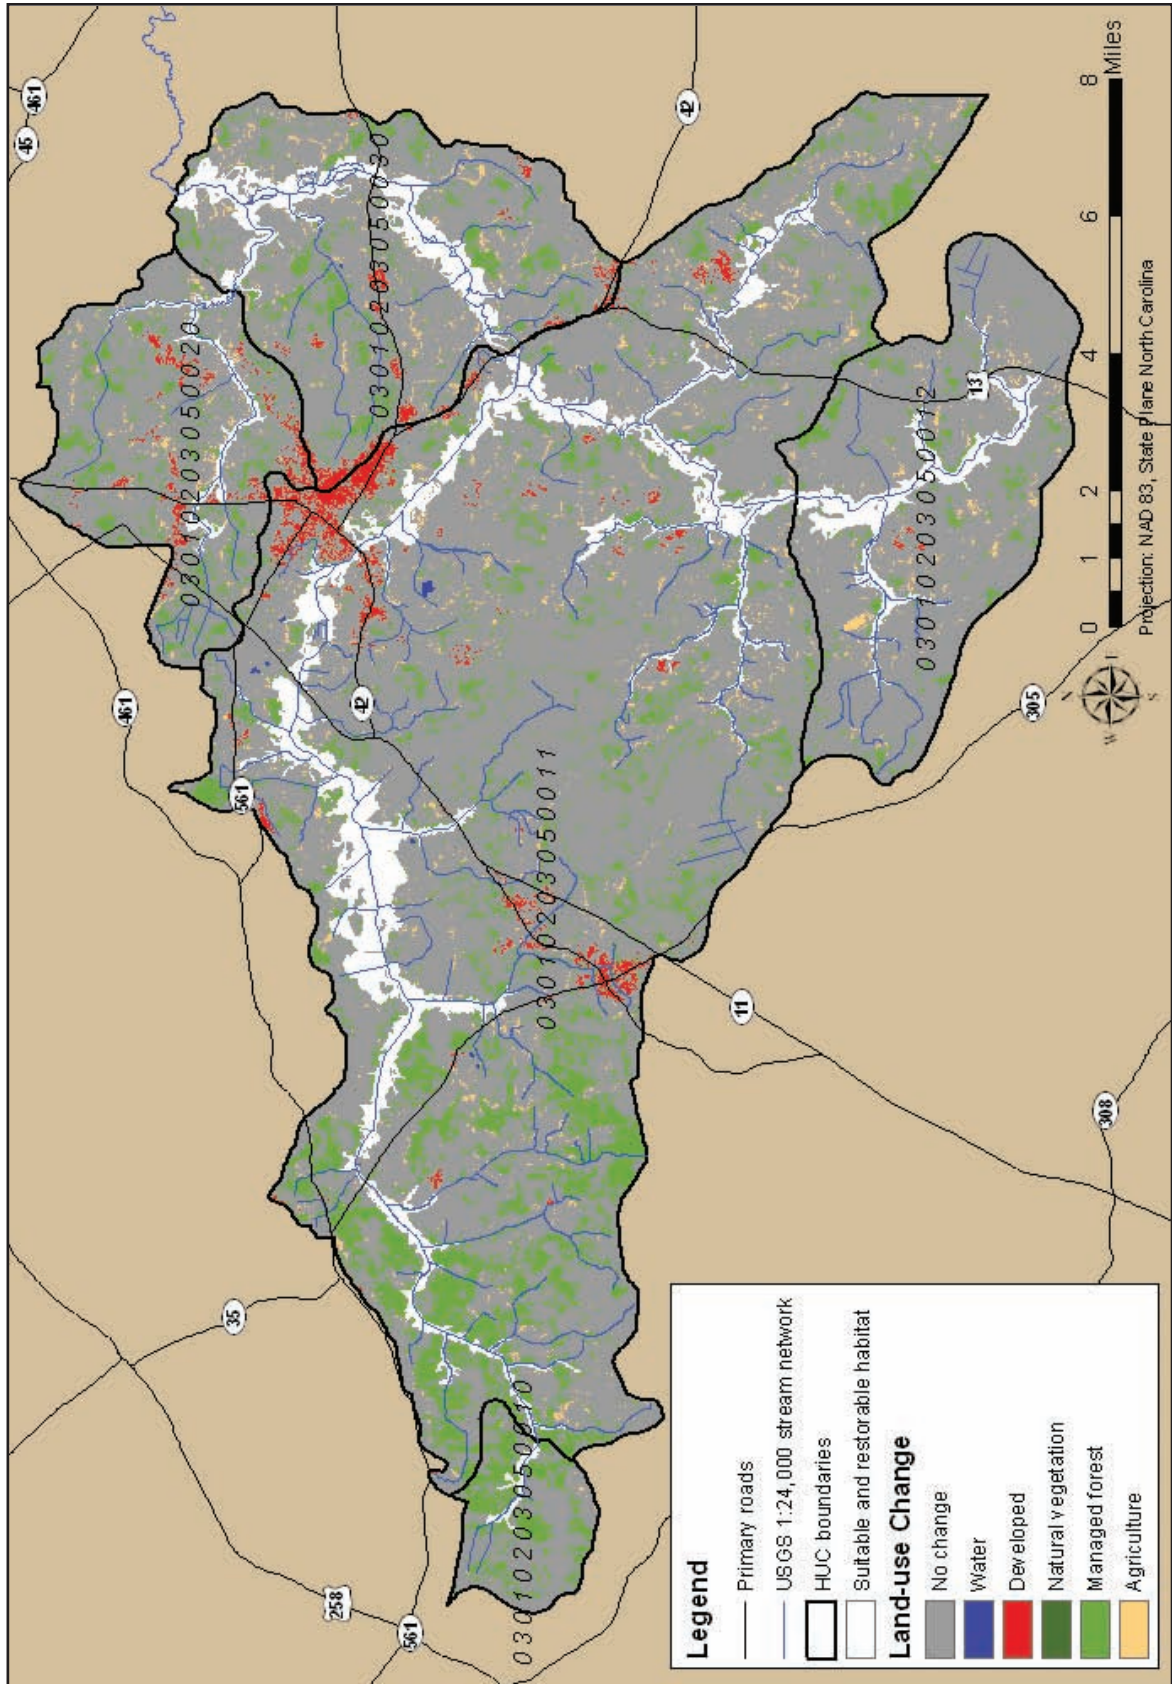 45
461
461
03010203050020
35
561
258
42
03010203050030
561
03010203050010
03010203050011
42
11
03010203050012
13
305
308
N
W
E
S
0 1 2 4 6 8
Miles
Projection: NAD 83, State Plane North Carolina
Legend
Primary roads
USGS 1:24,000 stream network
HUC boundaries
Suitable and restorable habitat
Land-use Change
No change
Water
Developed
Natural vegetation
Managed forest
Agriculture